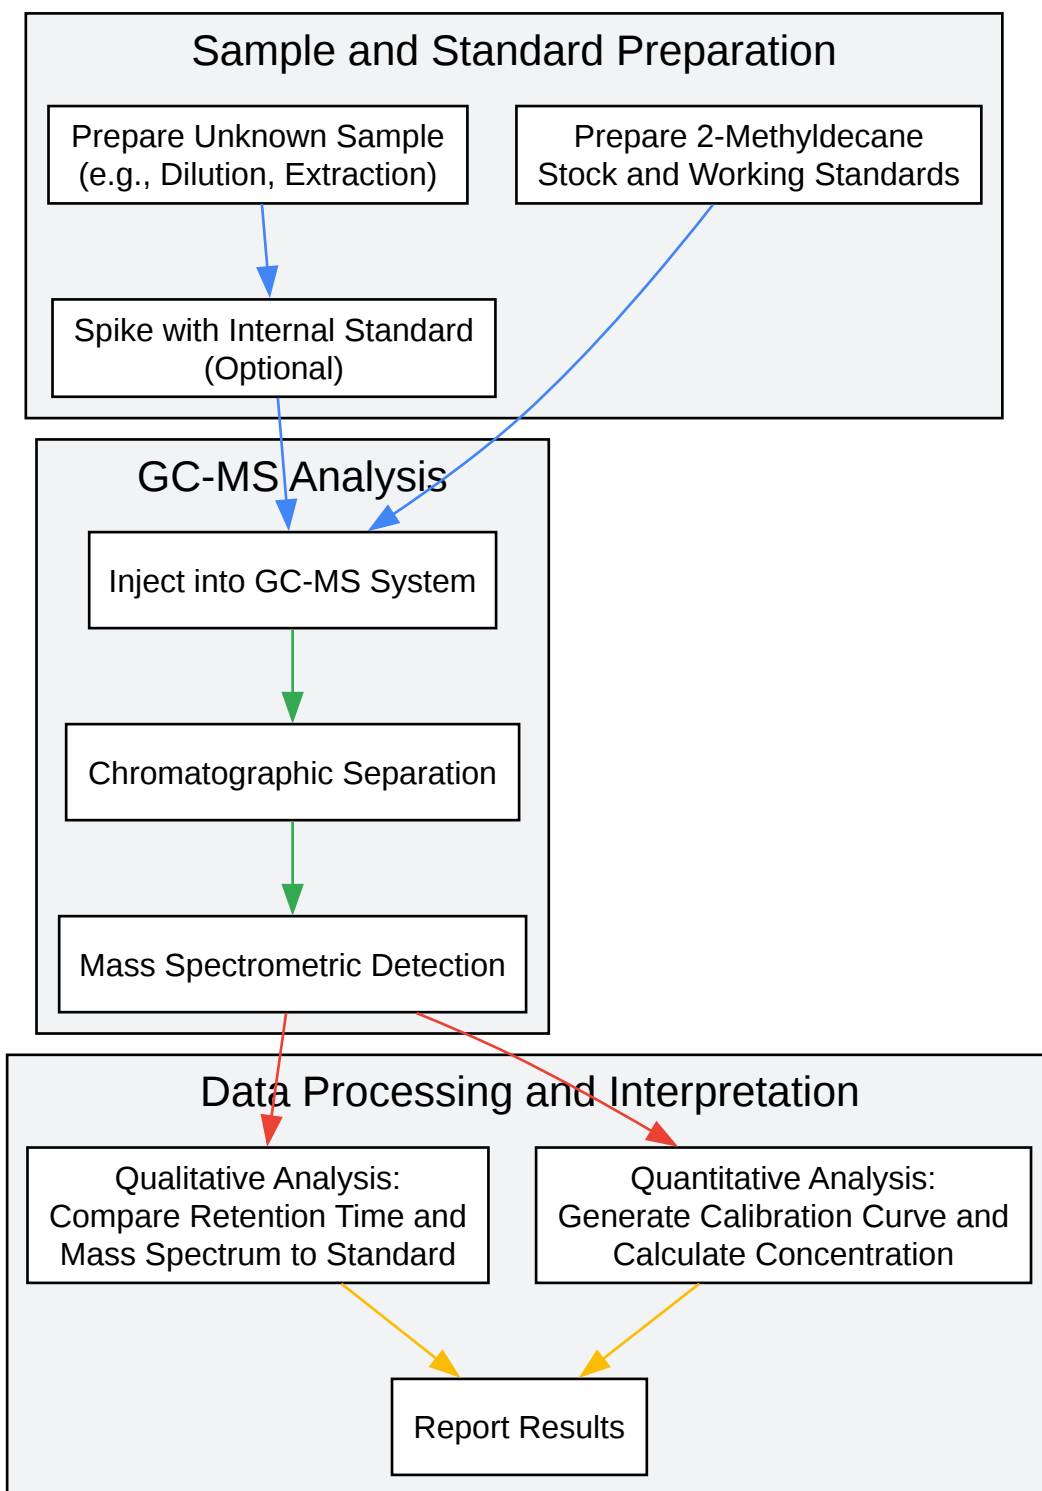 Sample and Standard Preparation
Prepare Unknown Sample
(e.g., Dilution, Extraction)
Prepare 2-Methyldecane
Stock and Working Standards
Spike with Internal Standard
(Optional)
GC-MS Analysis
Inject into GC-MS System
Chromatographic Separation
Mass Spectrometric Detection
Data Processing and Interpretation
Qualitative Analysis:
Compare Retention Time and
Mass Spectrum to Standard
Quantitative Analysis:
Generate Calibration Curve and
Calculate Concentration
Report Results